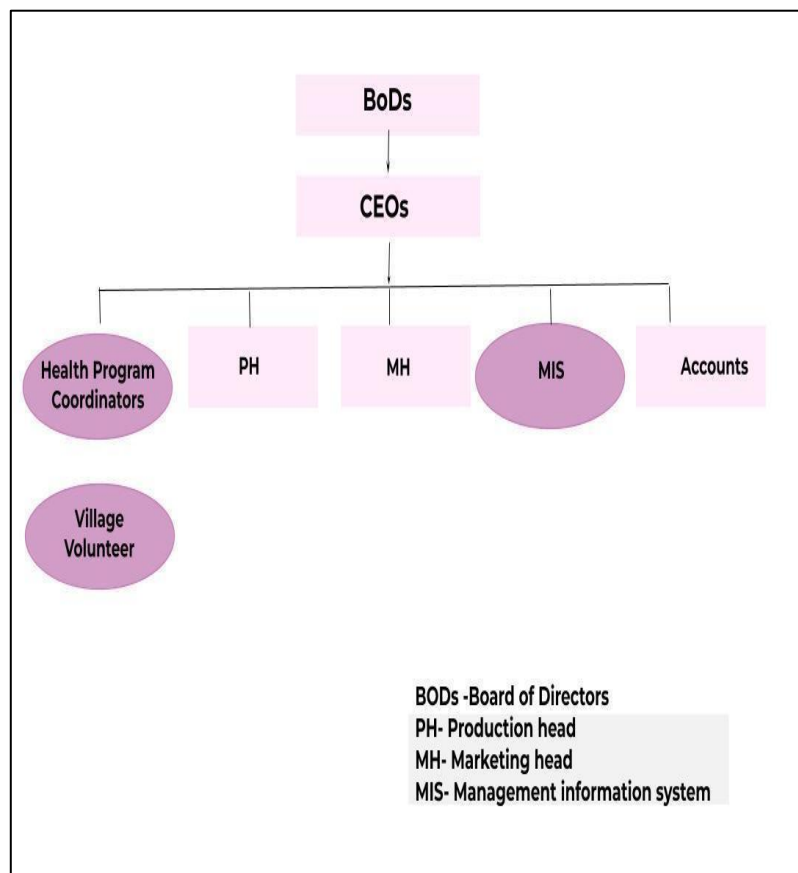 BoDs
CEOs
Health Program
Coordinators
PH
MH
MIS
Accounts
Village
Volunteer
BODs -Board of Directors
PH- Production head
MH- Marketing head
MIS- Management information system